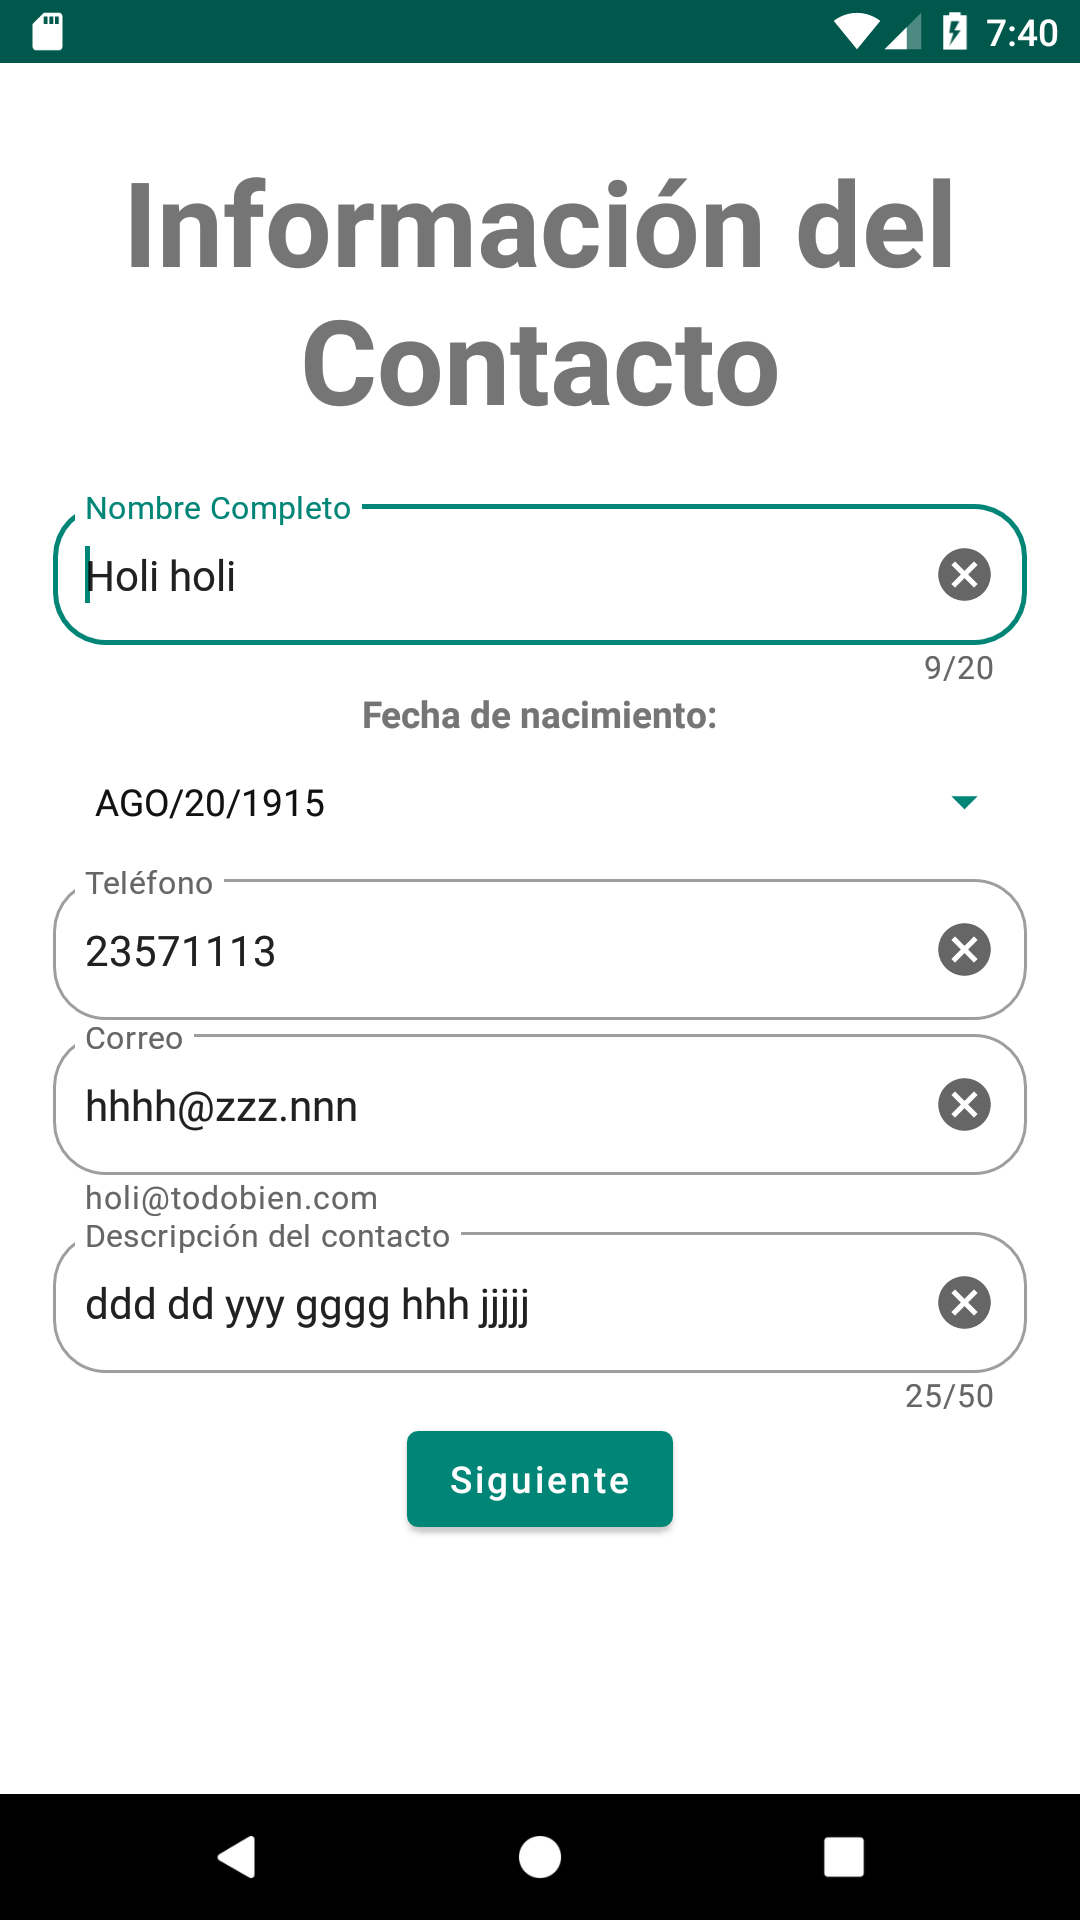 7:40
Información del
Contacto
Nombre Completo
Holi holi
9/20
Fecha de nacimiento:
AGO/20/1915
Teléfono
23571113
Correo
hhhh@zzz.nnn
holi@todobien.com
Descripción del contacto
ddd dd yyy gggg hhh jjjjj
25/50
Siguiente